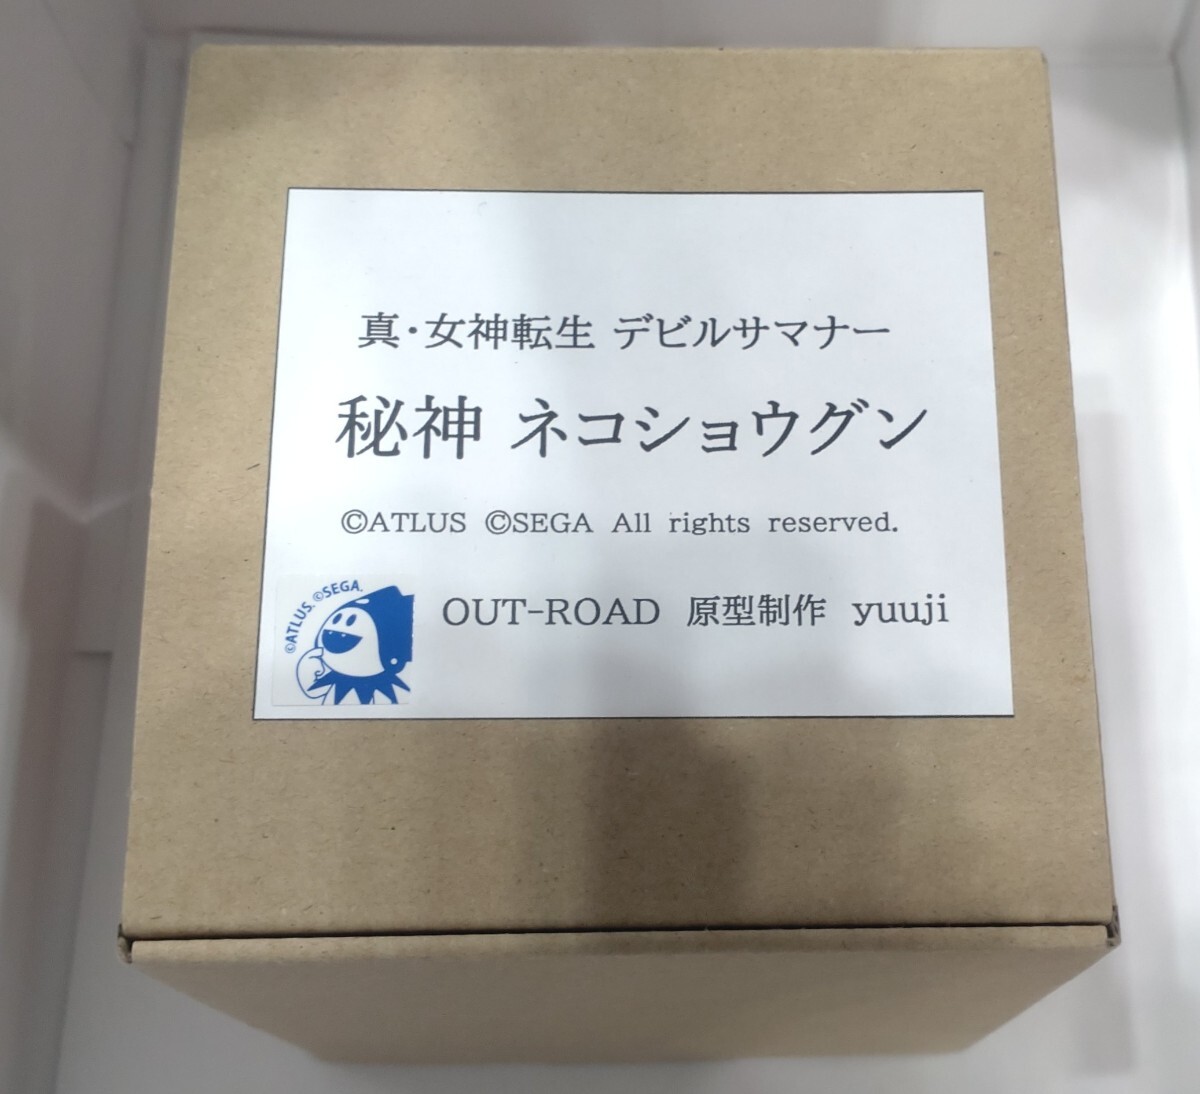 真・女神転生 デビルサマナー
秘神 ネコショウグン
©ATLUS ©SEGA All rights reserved.
©ATLUS. ©SEGA.
OUT-ROAD 原型制作 yuuji